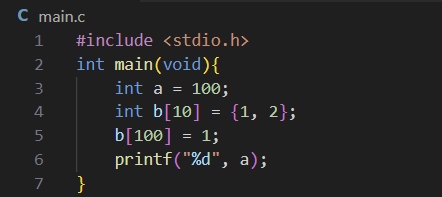 C main.c
1 #include <stdio.h>
2 int main(void){
3     int a = 100;
4     int b[10] = {1, 2};
5     b[100] = 1;
6     printf("%d", a);
7 }